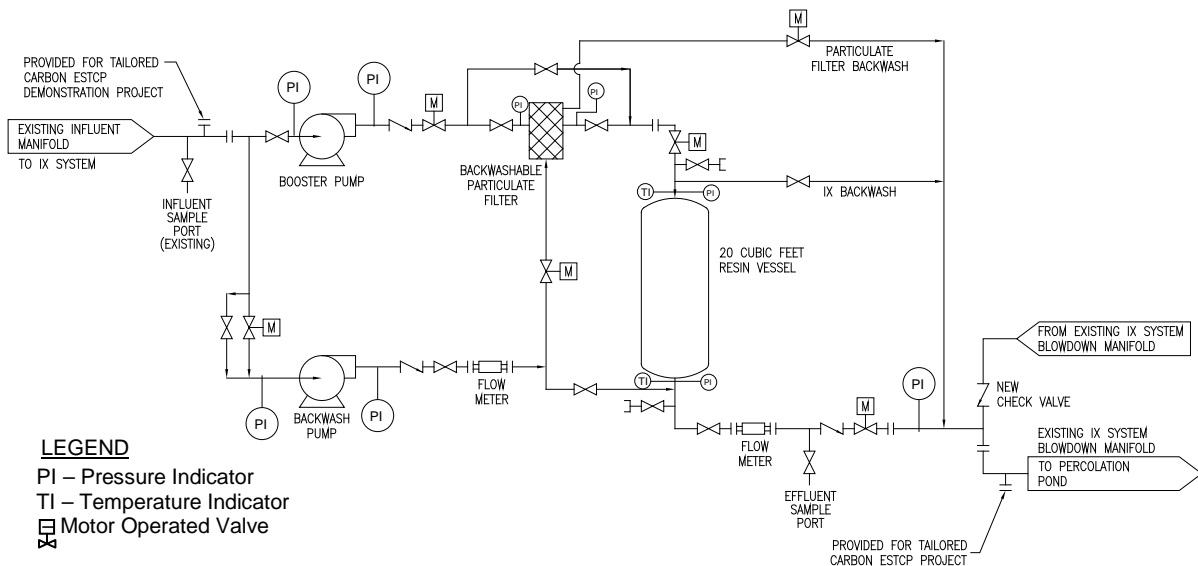 PROVIDED FOR TAILORED
CARBON ESTCP
DEMONSTRATION PROJECT
EXISTING INFLUENT
MANIFOLD
TO IX SYSTEM
INFLUENT
SAMPLE
PORT
(EXISTING)
PI
PI
BOOSTER PUMP
M
PI
PI
BACKWASHABLE
PARTICULATE
FILTER
M
PARTICULATE
FILTER BACKWASH
M
IX BACKWASH
TI
PI
20 CUBIC FEET
RESIN VESSEL
M
M
PI
BACKWASH
PUMP
PI
FLOW
METER
TI
PI
FLOW
METER
EFFLUENT
SAMPLE
PORT
M
PI
FROM EXISTING IX SYSTEM
BLOWDOWN MANIFOLD
NEW
CHECK VALVE
EXISTING IX SYSTEM
BLOWDOWN MANIFOLD
TO PERCOLATION
POND
PROVIDED FOR TAILORED
CARBON ESTCP PROJECT
LEGEND
PI – Pressure Indicator
TI – Temperature Indicator
Motor Operated Valve